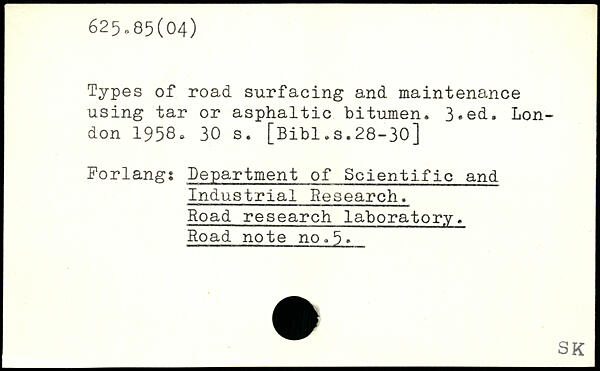 625.85(04)
Types of road surfacing and maintenance
using tar or asphaltic bitumen. 3.ed. Lon-
don 1958. 30 s. [Bibl.s.28-30]
Forlang: Department of Scientific and
Industrial Research.
Road research laboratory.
Road note no.5.
SK